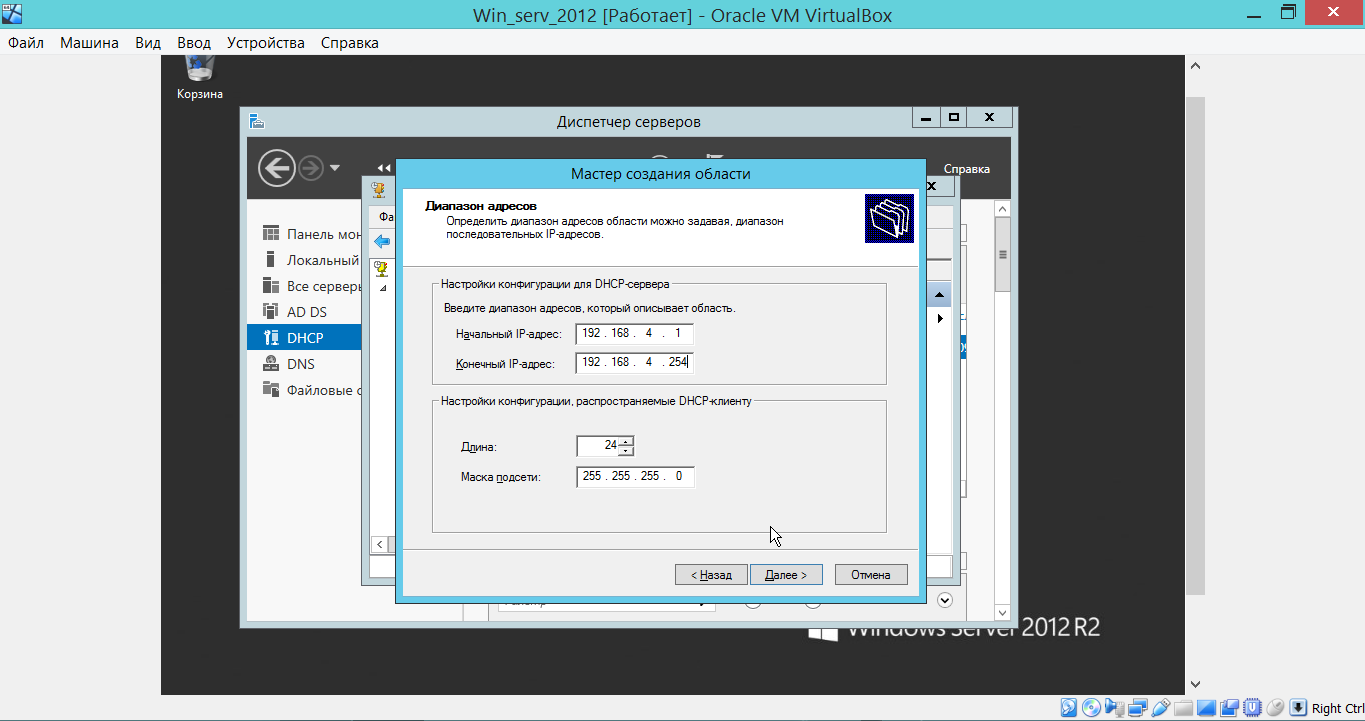 Win_serv_2012 [Работает] - Oracle VM VirtualBox
Файл Машина Вид Ввод Устройства Справка
Корзина
Диспетчер серверов
Справка
Мастер создания области
Фа
Диапазон адресов
Определить диапазон адресов области можно задавая, диапазон
последовательных IP-адресов.
Панель мон
Локальный
Все серверы
AD DS
DHCP
DNS
Файловые с
Настройки конфигурации для DHCP-сервера
Введите диапазон адресов, который описывает область.
Начальный IP-адрес: 192 . 168 . 4 . 1
Конечный IP-адрес: 192 . 168 . 4 . 254
Настройки конфигурации, распространяемые DHCP-клиенту
Длина: 24
Маска подсети: 255 . 255 . 255 . 0
< Назад Далее > Отмена
Windows Server 2012 R2
Right Ctrl